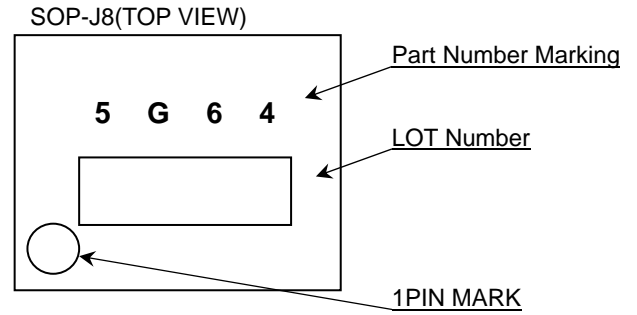 SOP-J8(TOP VIEW)
Part Number Marking
5 G 6 4
LOT Number
1PIN MARK